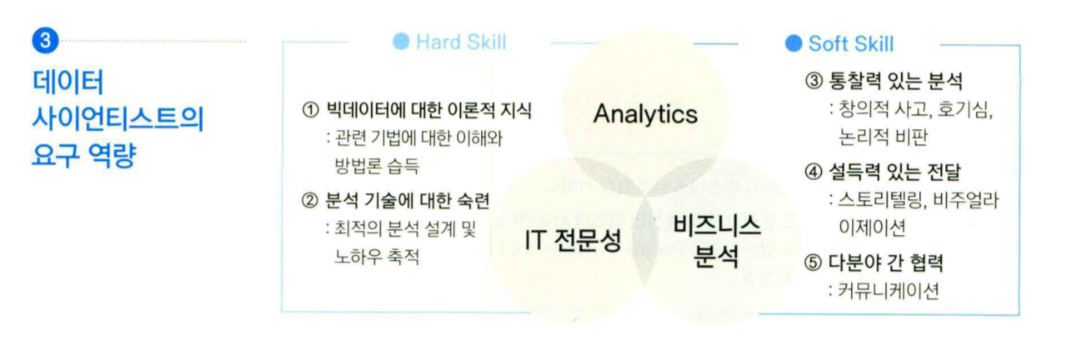 3
데이터
사이언티스트의
요구 역량
Hard Skill
① 빅데이터에 대한 이론적 지식
: 관련 기법에 대한 이해와
방법론 습득
② 분석 기술에 대한 숙련
: 최적의 분석 설계 및
노하우 축적
Analytics
IT 전문성
비즈니스
분석
Soft Skill
③ 통찰력 있는 분석
: 창의적 사고, 호기심,
논리적 비판
④ 설득력 있는 전달
: 스토리텔링, 비주얼라
이제이션
⑤ 다분야 간 협력
: 커뮤니케이션